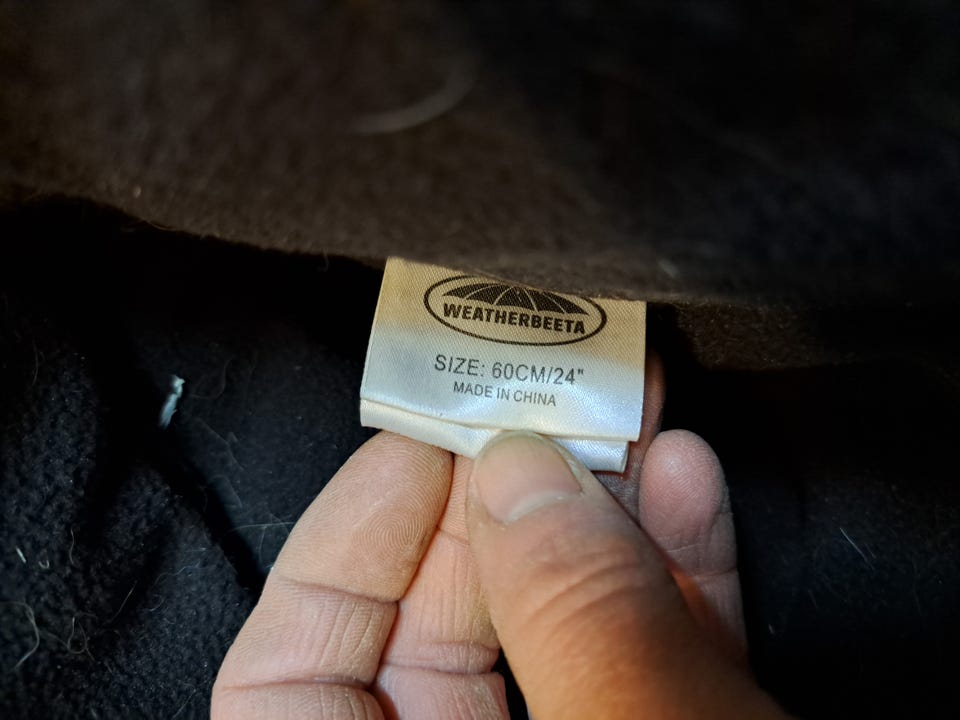 WEATHERBEETA
SIZE: 60CM/24"
MADE IN CHINA